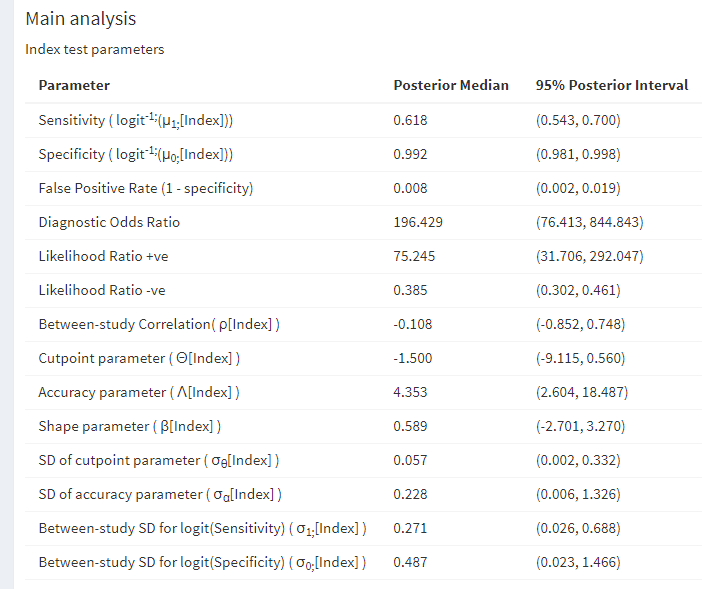 Main analysis
Index test parameters
Parameter Posterior Median 95% Posterior Interval
Sensitivity ( logit-1;(μ1;[Index])) 0.618 (0.543, 0.700)
Specificity ( logit-1;(μ0;[Index])) 0.992 (0.981, 0.998)
False Positive Rate (1 - specificity) 0.008 (0.002, 0.019)
Diagnostic Odds Ratio 196.429 (76.413, 844.843)
Likelihood Ratio +ve 75.245 (31.706, 292.047)
Likelihood Ratio -ve 0.385 (0.302, 0.461)
Between-study Correlation( ρ[Index] ) -0.108 (-0.852, 0.748)
Cutpoint parameter ( Θ[Index] ) -1.500 (-9.115, 0.560)
Accuracy parameter ( Λ[Index] ) 4.353 (2.604, 18.487)
Shape parameter ( β[Index] ) 0.589 (-2.701, 3.270)
SD of cutpoint parameter ( σθ[Index] ) 0.057 (0.002, 0.332)
SD of accuracy parameter ( σα[Index] ) 0.228 (0.006, 1.326)
Between-study SD for logit(Sensitivity) ( σ1;[Index] ) 0.271 (0.026, 0.688)
Between-study SD for logit(Specificity) ( σ0;[Index] ) 0.487 (0.023, 1.466)